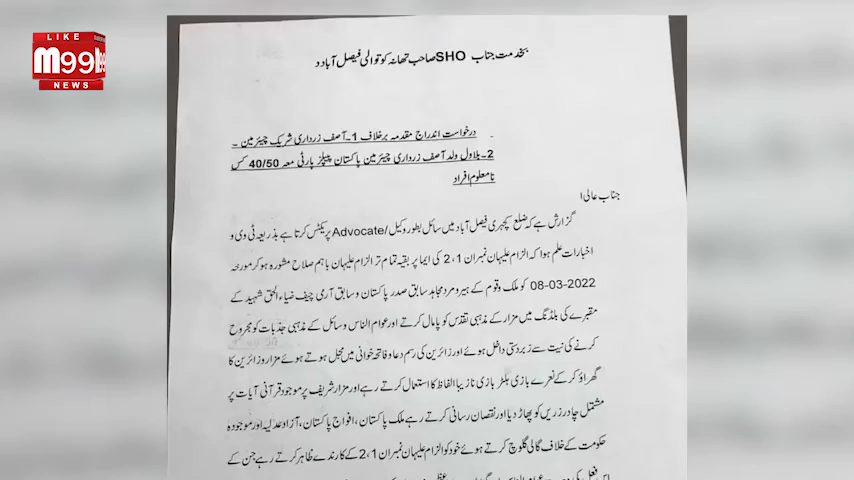 LIKE
m99
NEWS
بخدمت جناب SHO صاحب تھانہ کوتوالی فیصل آباد
درخواست اندراج مقدمہ برخلاف 1۔ آصف زرداری شریک چیئرمین ۔
2۔ بلاول ولد آصف زرداری چیئرمین پاکستان پیپلز پارٹی معہ 40/50 کس
نامعلوم افراد
جناب عالی ا
گزارش ہے کہ ضلع کچہری فیصل آباد میں سائل بطور وکیل/Advocate پریکٹس کرتا ہے بذریعہ ٹی وی و
اخبارات علم ہوا کہ الزام علیہان نمبران 1،2 کی ایما پر بقیہ تمام تر الزام علیہان باہم صلاح مشورہ ہو کر مورخہ
08-03-2022 کو ملک و قوم کے ہیرو مرد مجاہد سابق صدر پاکستان و سابق آرمی چیف ضیاء الحق شہید کے
مقبرے کی بلڈنگ میں مزار کے مذہبی تقدس کو پامال کرتے اور عوام الناس و سائل کے مذہبی جذبات کو مجروح
کرنے کی نیت سے زبردستی داخل ہوئے اور زائرین کی رسم دعا و فاتحہ خوانی میں مخل ہوتے ہوئے مزار و زائرین کا
گھراؤ کر کے نعرے بازی ہلڑ بازی نازیبا الفاظ کا استعمال کرتے رہے اور مزار شریف پر موجود قرآنی آیات پر
مشتمل چادر زریں کو پھاڑ دیا اور نقصان رسانی کرتے رہے ملک پاکستان ، افواج پاکستان ، آزاد عدلیہ اور موجودہ
حکومت کے خلاف گالی گلوچ کرتے ہوئے خود کو الزام علیہان نمبران 1،2 کے کارندے ظاہر کرتے رہے جن کے